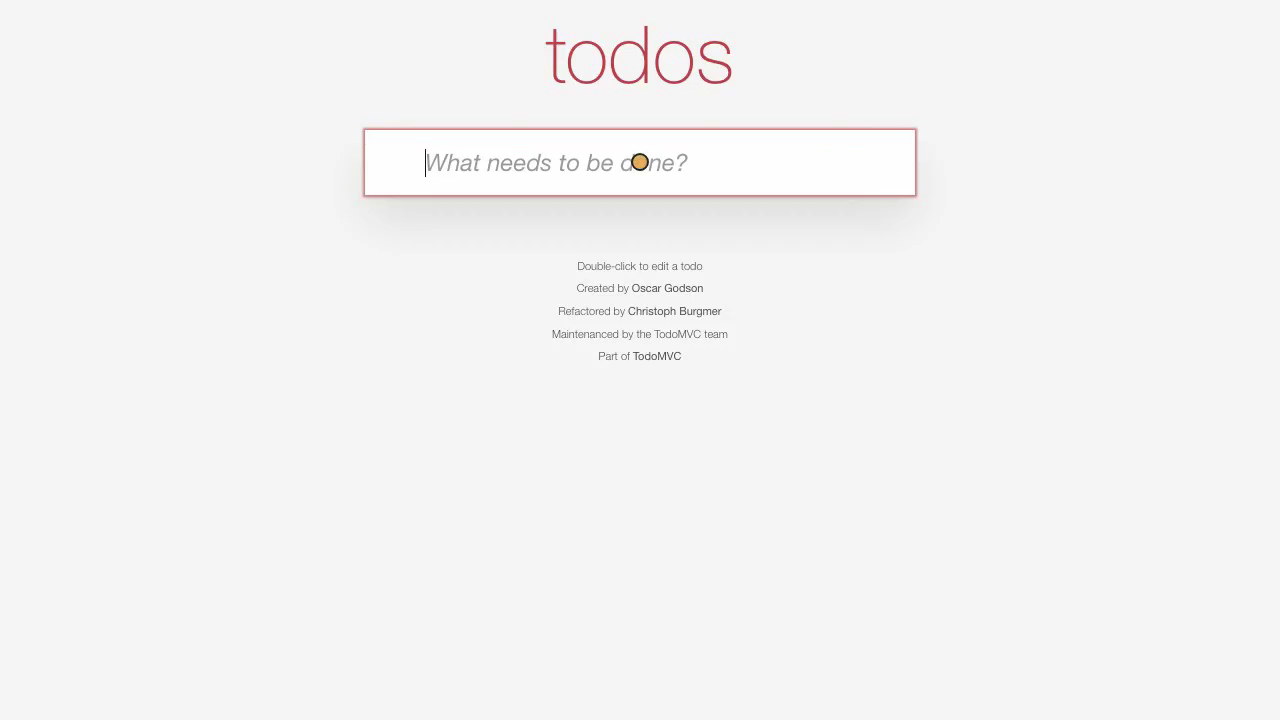 todos
What needs to be done?
Double-click to edit a todo
Created by Oscar Godson
Refactored by Christoph Burgmer
Maintenanced by the TodoMVC team
Part of TodoMVC